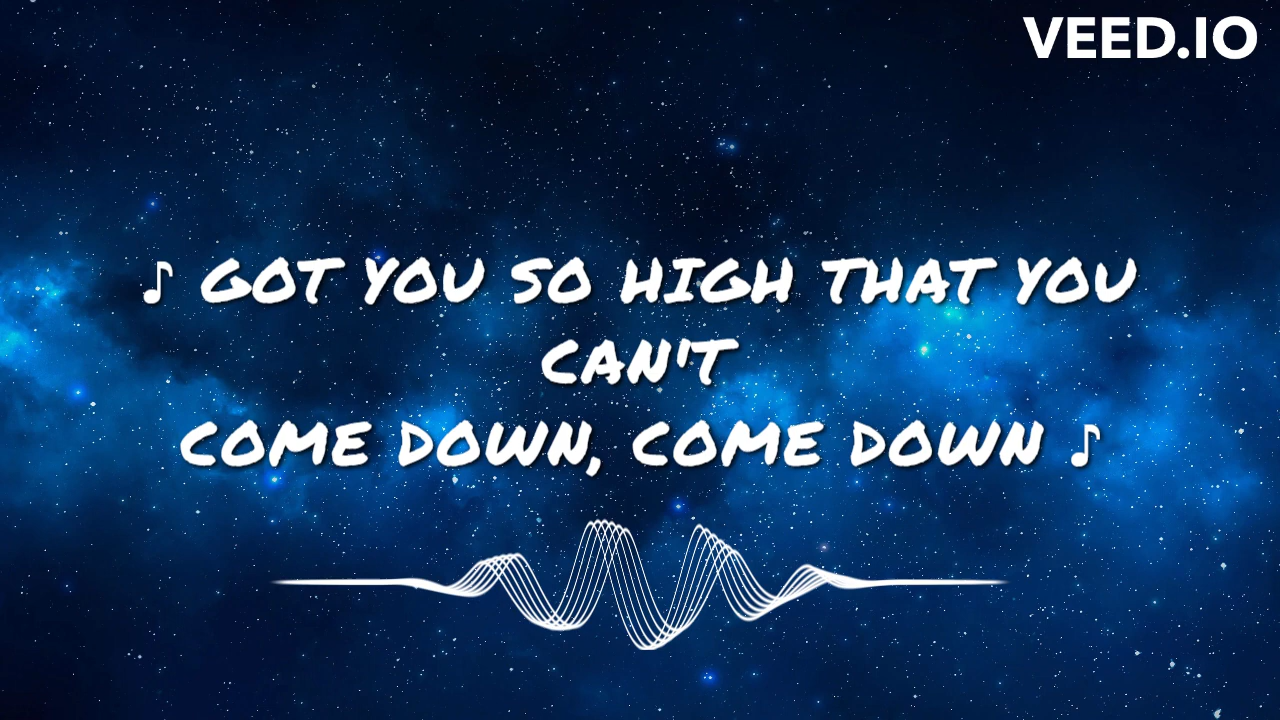 VEED.IO
♪ GOT YOU SO HIGH THAT YOU
CAN'T
COME DOWN, COME DOWN ♪